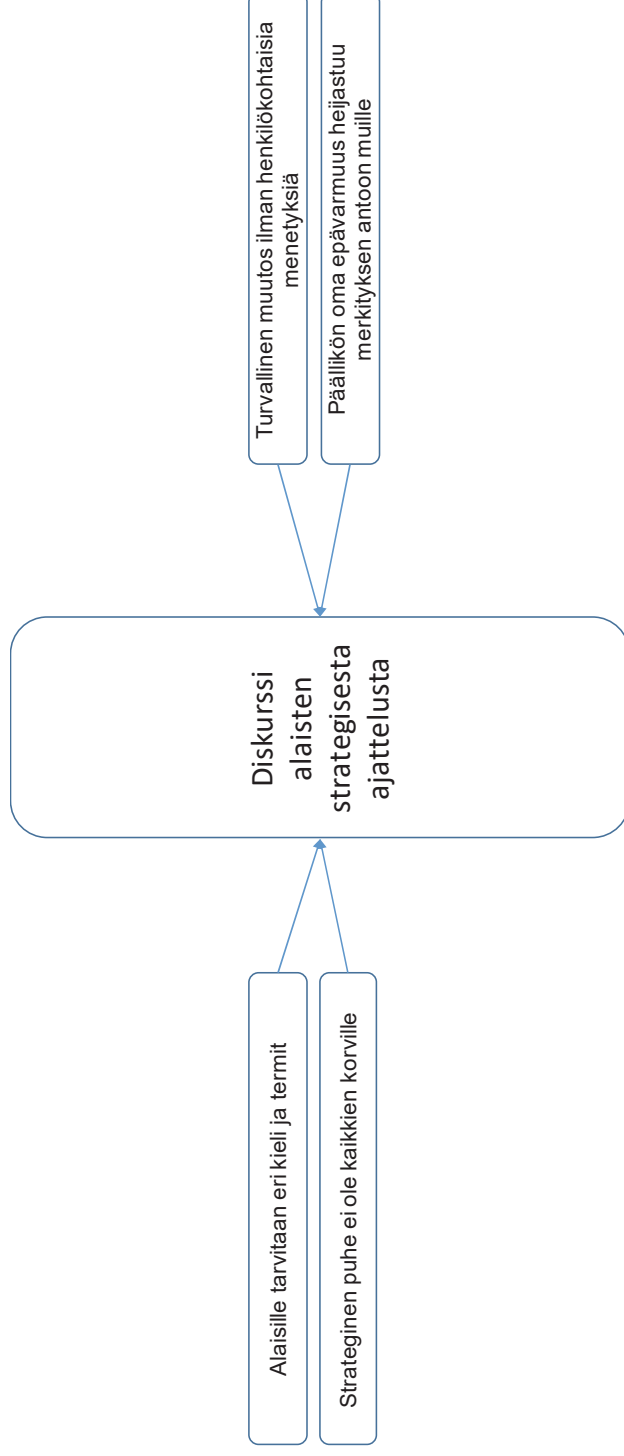 Alaisille tarvitaan eri kieli ja termit
Strateginen puhe ei ole kaikkien korville
Diskurssi
alaisten
strategisesta
ajattelusta
Turvallinen muutos ilman henkilökohtaisia
menetyksiä
Päällikön oma epävarmuus heijastuu
merkityksen antoon muille